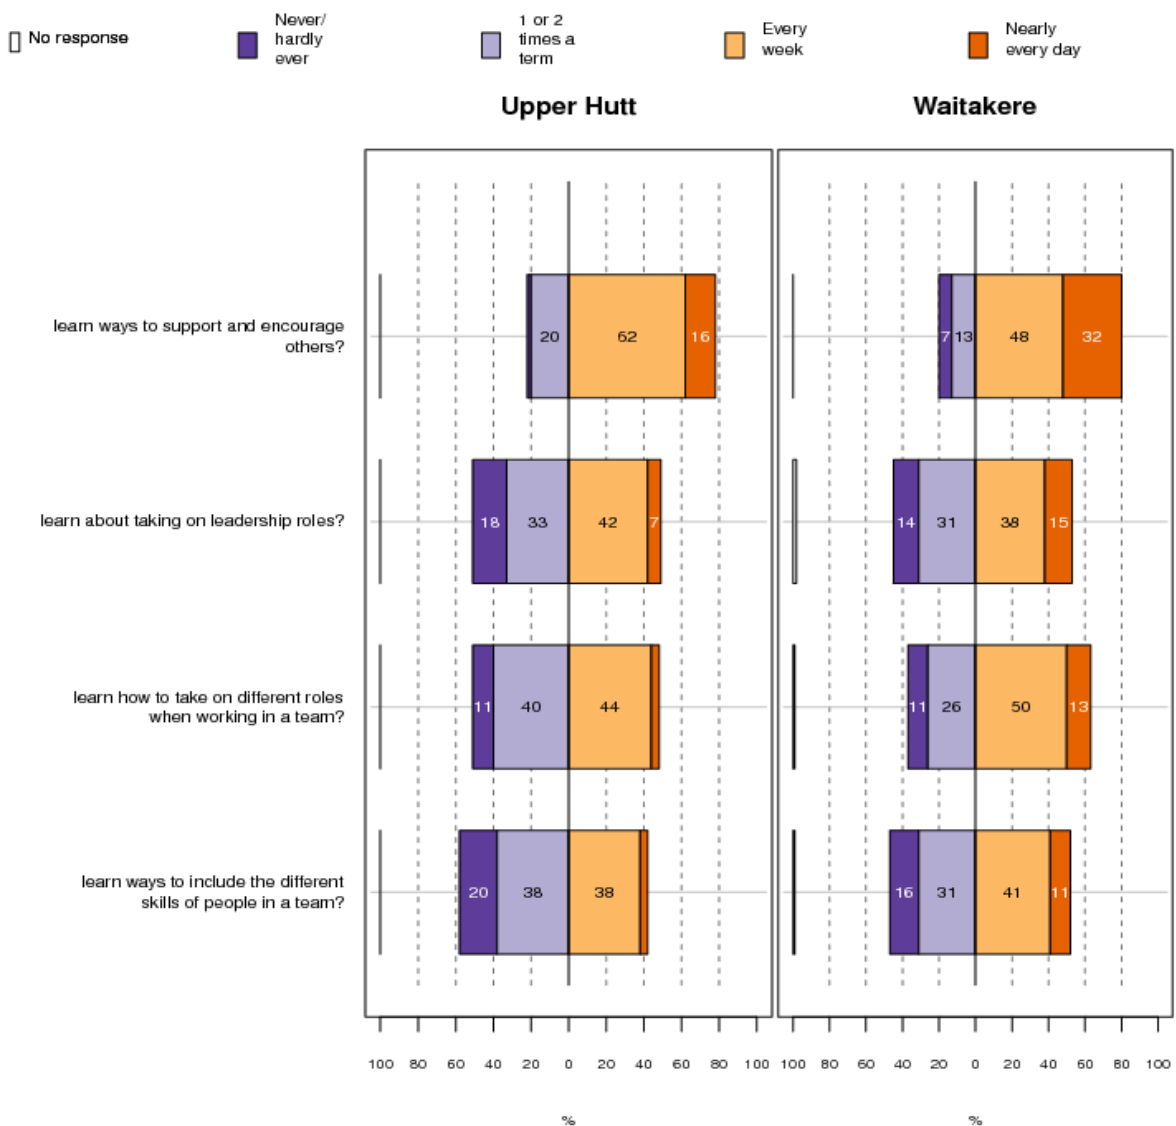 No response
Never/
hardly
ever
1 or 2
times a
term
Every
week
Nearly
every day
Upper Hutt
Waitakere
learn ways to support and encourage
others?
20 62 16
7 13 48 32
learn about taking on leadership roles?
18 33 42 7
14 31 38 15
learn how to take on different roles
when working in a team?
11 40 44
11 26 50 13
learn ways to include the different
skills of people in a team?
20 38 38
16 31 41 11
100 80 60 40 20 0 20 40 60 80 100
100 80 60 40 20 0 20 40 60 80 100
%
%